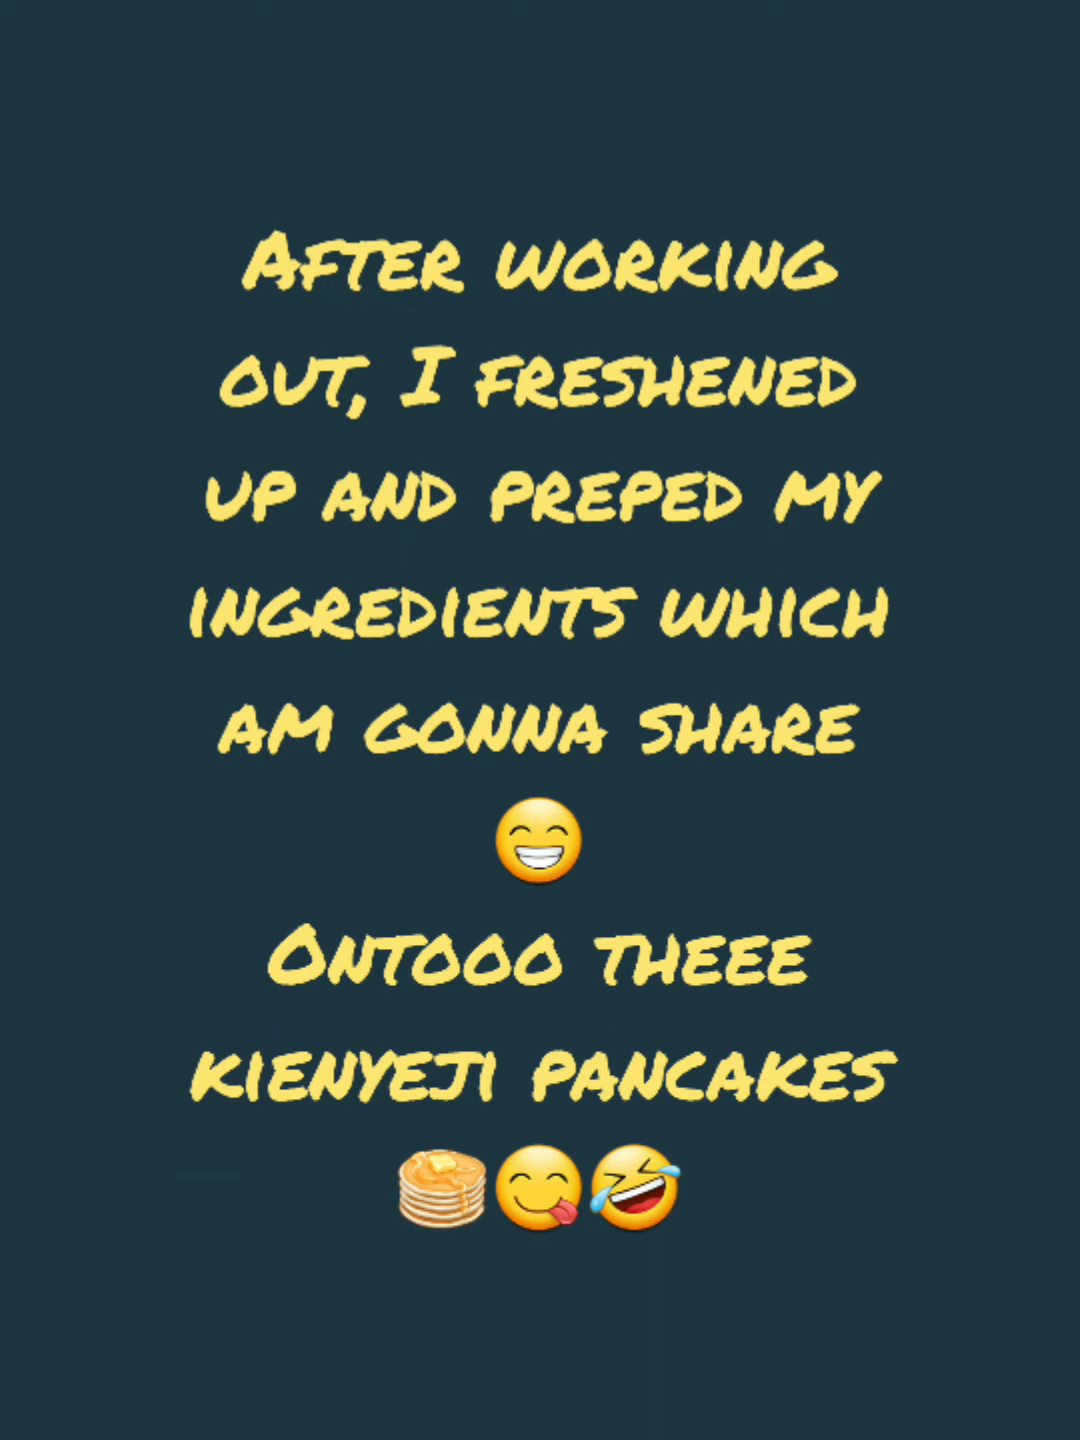 After working
out, I freshened
up and preped my
ingredients which
am gonna share
😁
Ontooo theee
kienyeji pancakes
🥞😋🤣